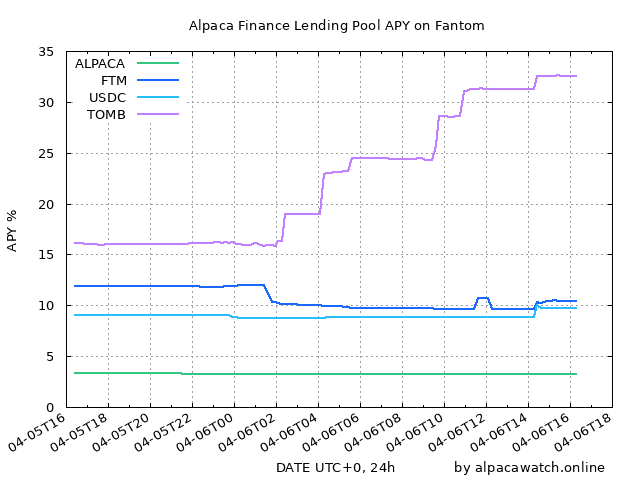 Alpaca Finance Lending Pool APY on Fantom
35
30
25
20
15
10
5
0
APY %
ALPACA
FTM
USDC
TOMB
04-05T16
04-05T18
04-05T20
04-05T22
04-06T00
04-06T02
04-06T04
04-06T06
04-06T08
04-06T10
04-06T12
04-06T14
04-06T16
04-06T18
DATE UTC+0, 24h
by alpacawatch.online